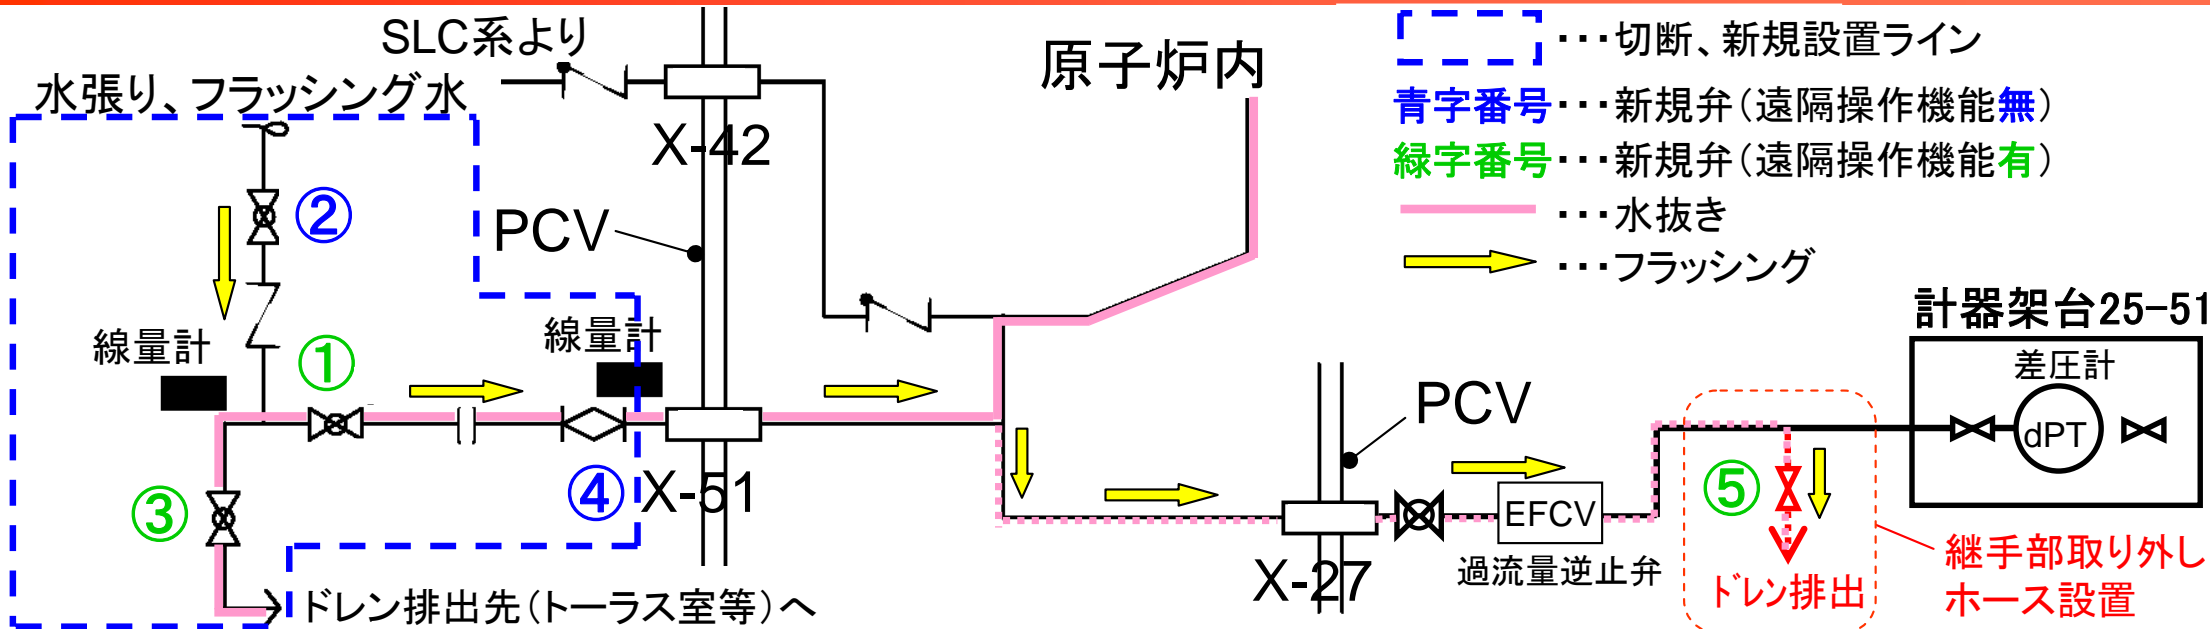 SLC系より
水張り、フラッシング水
原子炉内
・・・切断、新規設置ライン
青字番号・・・新規弁(遠隔操作機能無)
緑字番号・・・新規弁(遠隔操作機能有)
・・・水抜き
・・・フラッシング
X-42
②
PCV
線量計
①
線量計
計器架台25-51
差圧計
dPT
PCV
③
④
X-51
EFCV
過流量逆止弁
X-27
⑤
ドレン排出
継手部取り外し
ホース設置
ドレン排出先(トーラス室等)へ